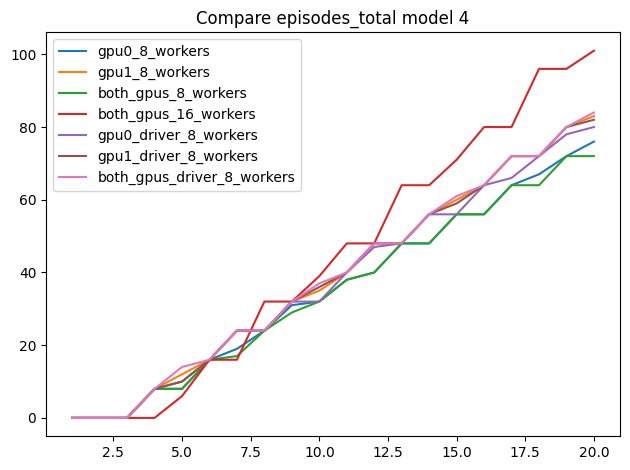 Compare episodes_total model 4
gpu0_8_workers
gpu1_8_workers
both_gpus_8_workers
both_gpus_16_workers
gpu0_driver_8_workers
gpu1_driver_8_workers
both_gpus_driver_8_workers
100
80
60
40
20
0
2.5 5.0 7.5 10.0 12.5 15.0 17.5 20.0